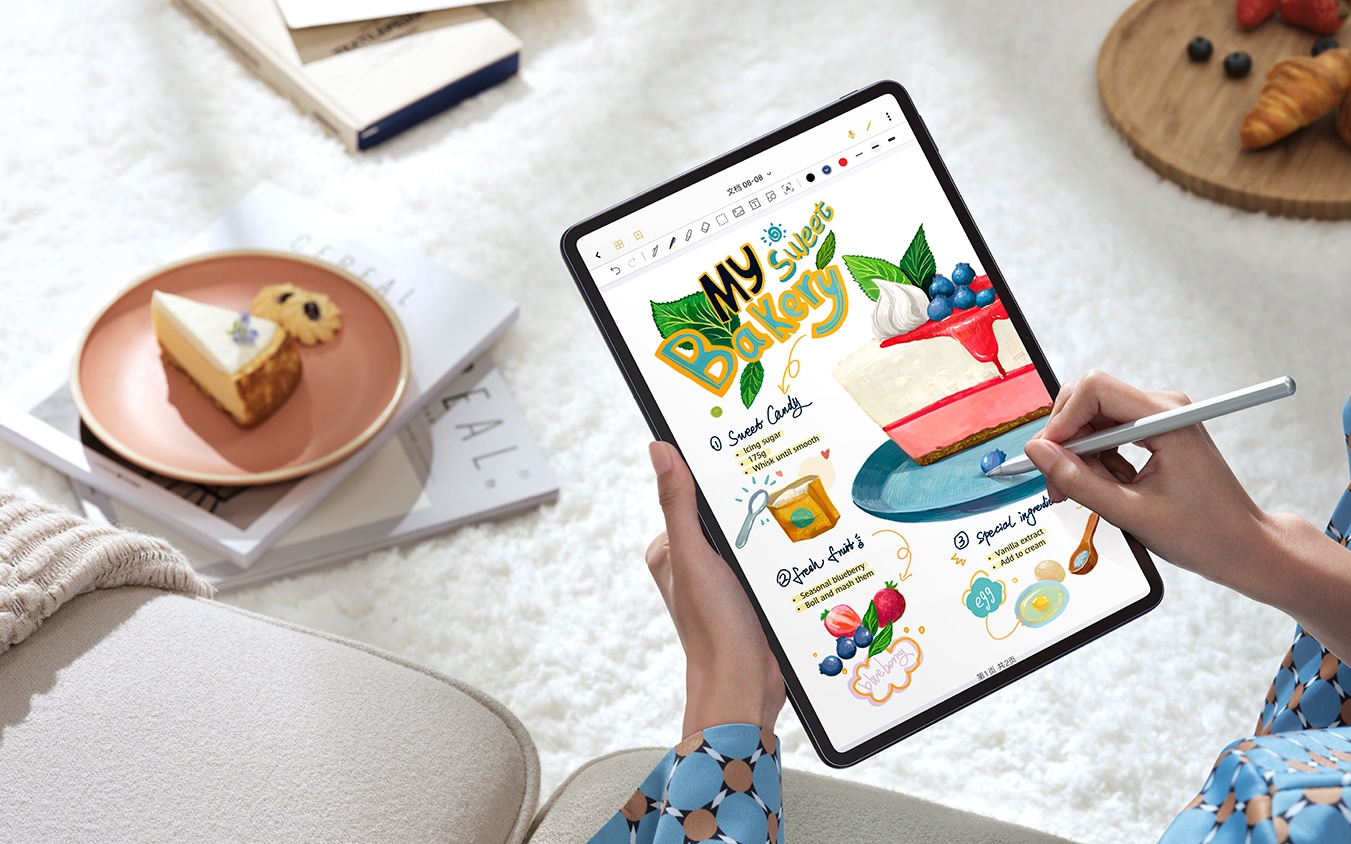 CEREAL
EAL
文档 08-08
My Sweet
Bakery
① Sweet Candy
• Icing sugar
• 175g
• Whisk until smooth
② fresh fruits
• Seasonal blueberry
• Boil and mash them
blueberry
③ special ingredie
• Vanilla extract
• Add to cream
egg
第1页 共2页